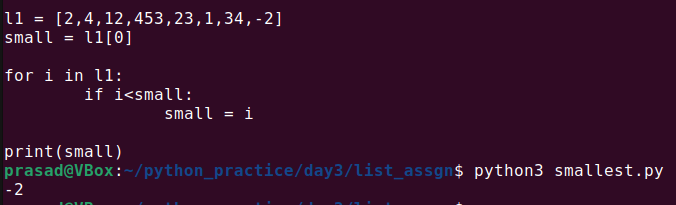 l1 = [2,4,12,453,23,1,34,-2]
small = l1[0]
for i in l1:
        if i<small:
                small = i
print(small)
prasad@VBox:~/python_practice/day3/list_assgn$ python3 smallest.py
-2